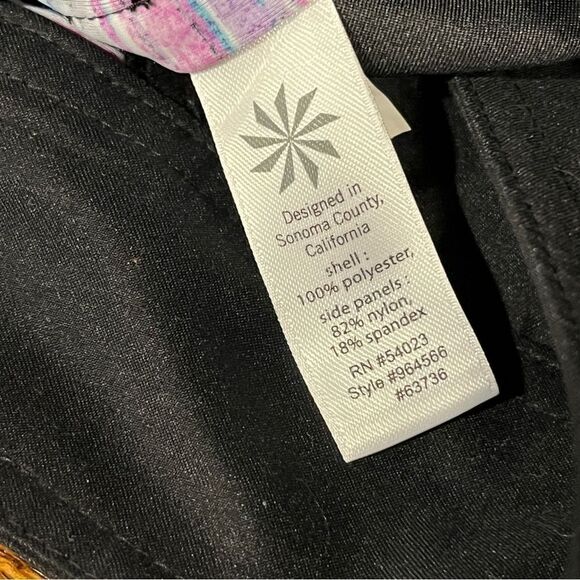 Designed in
Sonoma County,
California
shell :
100% polyester,
side panels :
82% nylon,
18% spandex
RN #54023
Style #964566
#63736